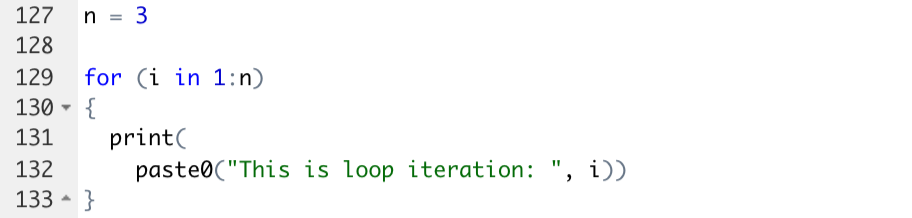 127 n = 3
128
129 for (i in 1:n)
130 {
131   print(
132     paste0("This is loop iteration: ", i))
133 }